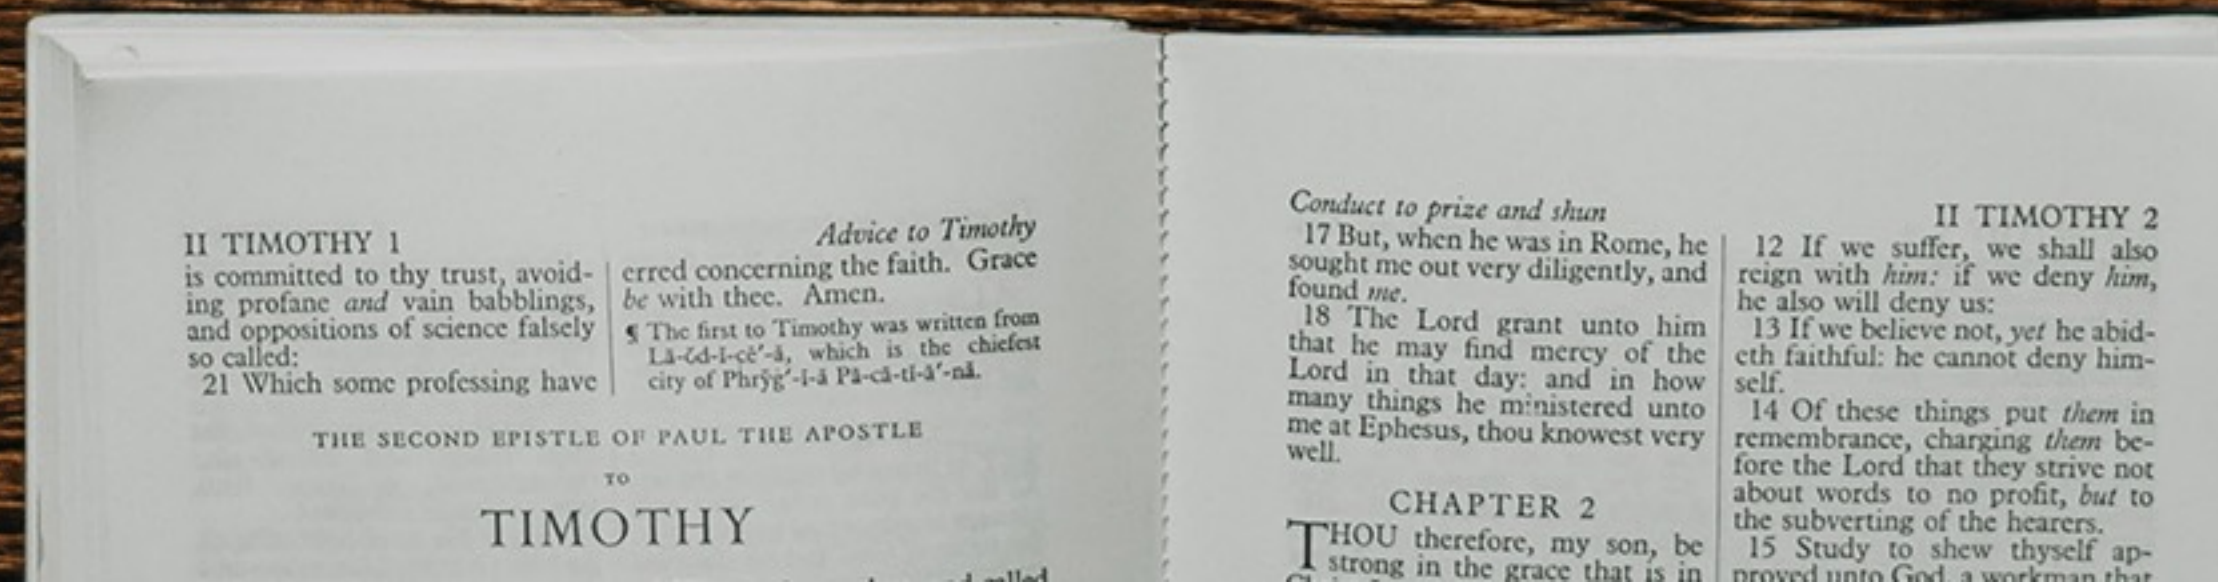 II TIMOTHY 1
Advice to Timothy
is committed to thy trust, avoid-
ing profane and vain babblings,
and oppositions of science falsely
so called:
21 Which some professing have
erred concerning the faith. Grace
be with thee. Amen.
¶ The first to Timothy was written from
Lā-ŏd-ĭ-cē′-ă, which is the chiefest
city of Phrўg′-ĭ-ă Pă-cā-tĭ-ā′-nă.
THE SECOND EPISTLE OF PAUL THE APOSTLE
TO
TIMOTHY
called
Conduct to prize and shun
II TIMOTHY 2
17 But, when he was in Rome, he
sought me out very diligently, and
found me.
18 The Lord grant unto him
that he may find mercy of the
Lord in that day: and in how
many things he ministered unto
me at Ephesus, thou knowest very
well.
CHAPTER 2
THOU therefore, my son, be
strong in the grace that is in
12 If we suffer, we shall also
reign with him: if we deny him,
he also will deny us:
13 If we believe not, yet he abid-
eth faithful: he cannot deny him-
self.
14 Of these things put them in
remembrance, charging them be-
fore the Lord that they strive not
about words to no profit, but to
the subverting of the hearers.
15 Study to shew thyself ap-
proved unto God, a workman that